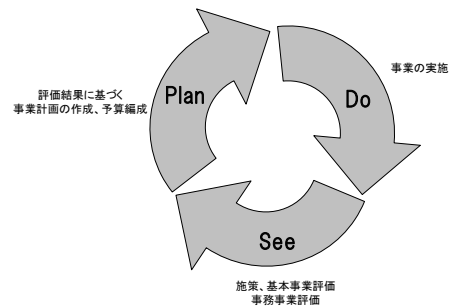 Plan
評価結果に基づく
事業計画の作成、予算編成
Do
事業の実施
See
施策、基本事業評価
事務事業評価